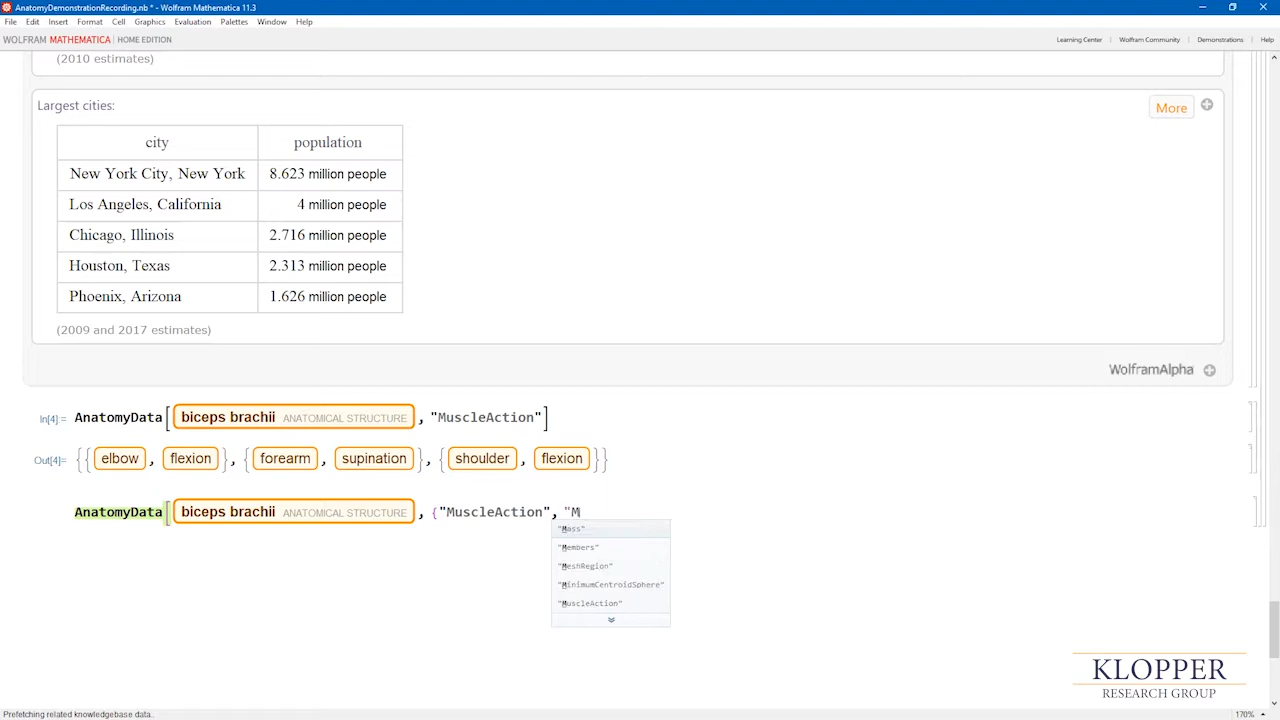 AnatomyDemonstrationRecording.nb * - Wolfram Mathematica 11.3
File Edit Insert Format Cell Graphics Evaluation Palettes Window Help
WOLFRAM MATHEMATICA | HOME EDITION Learning Center | Wolfram Community | Demonstrations | Help
(2010 estimates)
Largest cities: More
city population
New York City, New York 8.623 million people
Los Angeles, California 4 million people
Chicago, Illinois 2.716 million people
Houston, Texas 2.313 million people
Phoenix, Arizona 1.626 million people
(2009 and 2017 estimates)
WolframAlpha
In[4]:= AnatomyData[ biceps brachii ANATOMICAL STRUCTURE , "MuscleAction"]
Out[4]= {{ elbow , flexion }, { forearm , supination }, { shoulder , flexion }}
AnatomyData[ biceps brachii ANATOMICAL STRUCTURE , {"MuscleAction", "M
"Mass"
"Members"
"MeshRegion"
"MinimumCentroidSphere"
"MuscleAction"
KLOPPER
RESEARCH GROUP
Prefetching related knowledgebase data. 170%